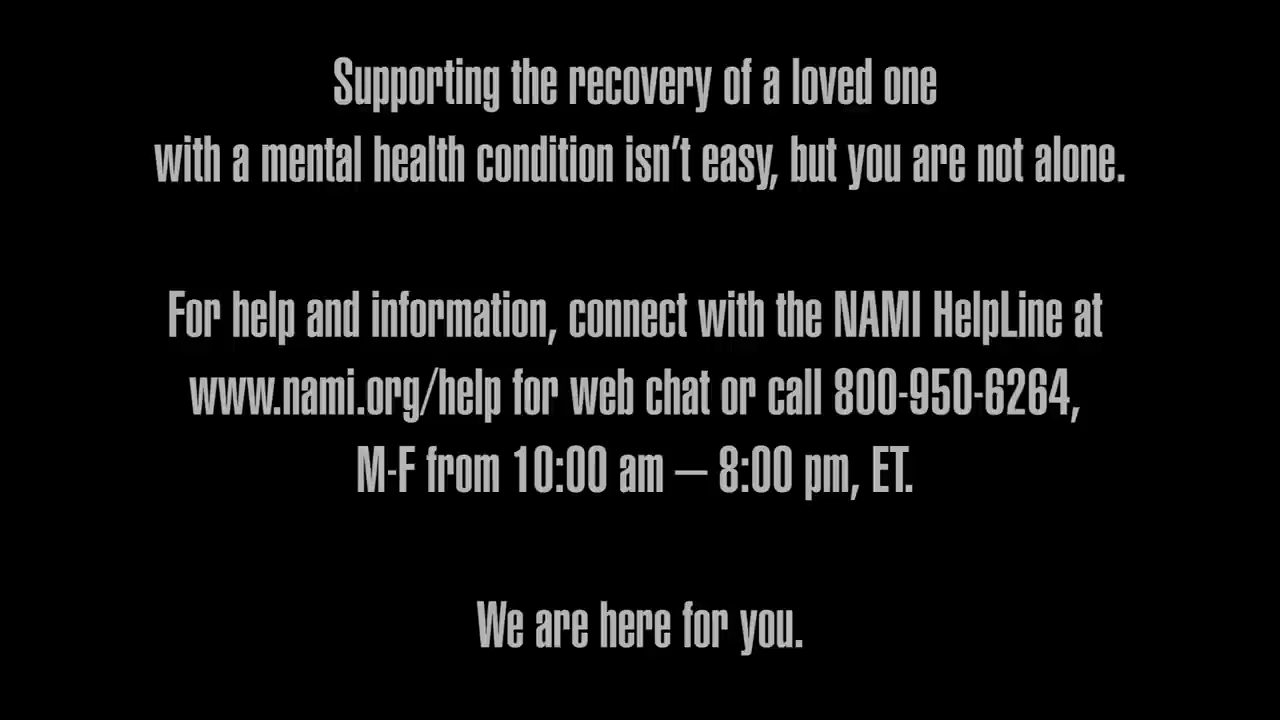 Supporting the recovery of a loved one
with a mental health condition isn't easy, but you are not alone.
For help and information, connect with the NAMI HelpLine at
www.nami.org/help for web chat or call 800-950-6264,
M-F from 10:00 am – 8:00 pm, ET.
We are here for you.